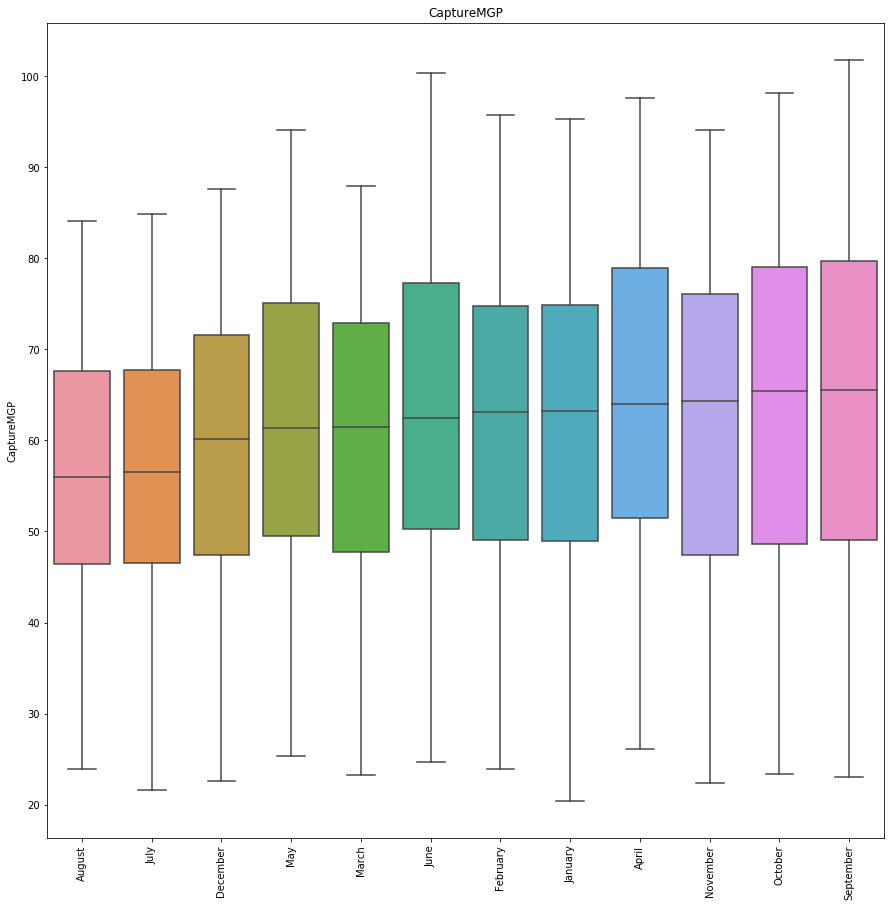 CaptureMGP
CaptureMGP
100
90
80
70
60
50
40
30
20
August
July
December
May
March
June
February
January
April
November
October
September